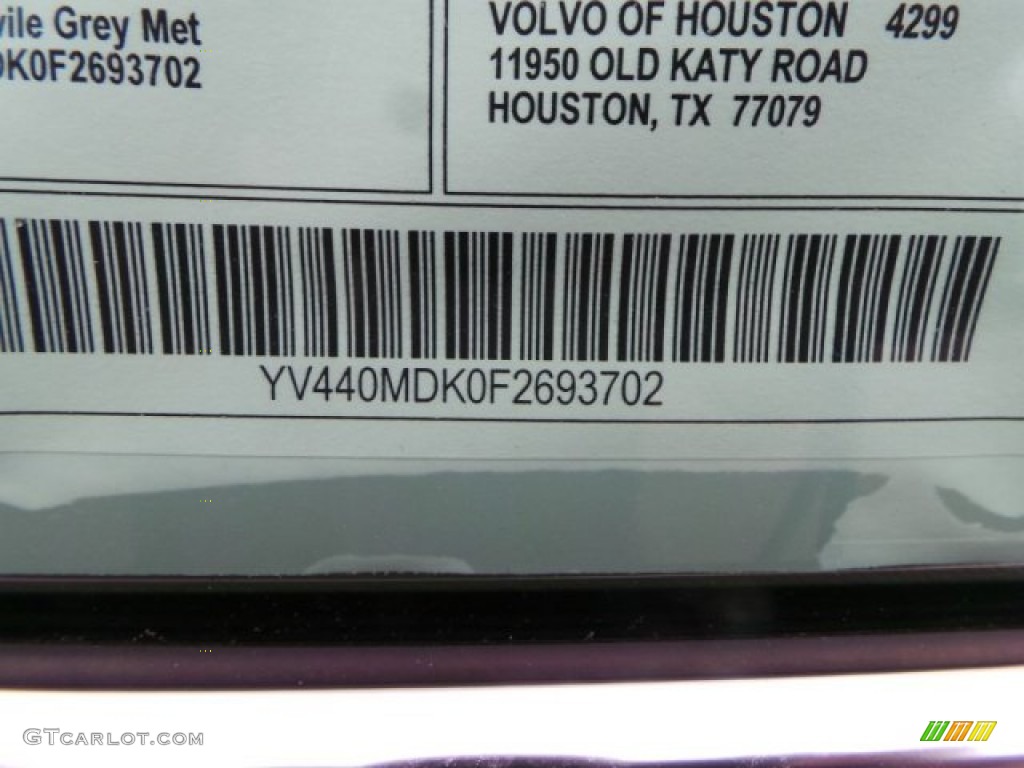 vile Grey Met
DK0F2693702
VOLVO OF HOUSTON 4299
11950 OLD KATY ROAD
HOUSTON, TX 77079
YV440MDK0F2693702
GTCARLOT.COM